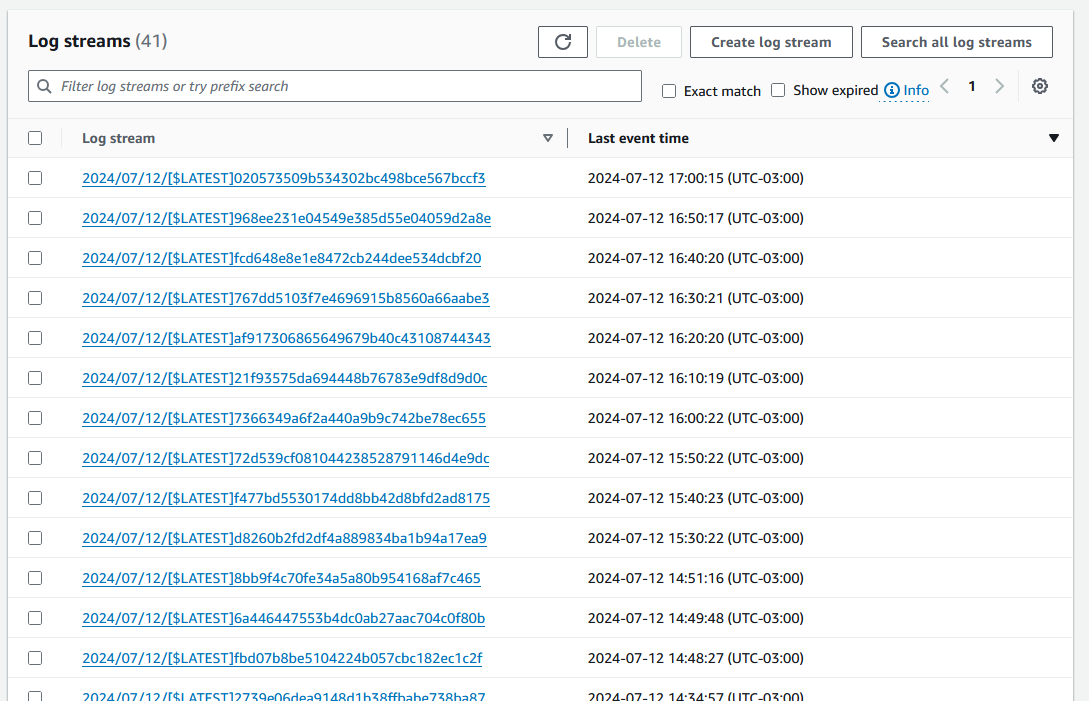 Log streams (41)
Delete
Create log stream
Search all log streams
Filter log streams or try prefix search
Exact match
Show expired
Info
1
Log stream
Last event time
2024/07/12/[$LATEST]020573509b534302bc498bce567bccf3 2024-07-12 17:00:15 (UTC-03:00)
2024/07/12/[$LATEST]968ee231e04549e385d55e04059d2a8e 2024-07-12 16:50:17 (UTC-03:00)
2024/07/12/[$LATEST]fcd648e8e1e8472cb244dee534dcbf20 2024-07-12 16:40:20 (UTC-03:00)
2024/07/12/[$LATEST]767dd5103f7e4696915b8560a66aabe3 2024-07-12 16:30:21 (UTC-03:00)
2024/07/12/[$LATEST]af917306865649679b40c43108744343 2024-07-12 16:20:20 (UTC-03:00)
2024/07/12/[$LATEST]21f93575da694448b76783e9df8d9d0c 2024-07-12 16:10:19 (UTC-03:00)
2024/07/12/[$LATEST]7366349a6f2a440a9b9c742be78ec655 2024-07-12 16:00:22 (UTC-03:00)
2024/07/12/[$LATEST]72d539cf081044238528791146d4e9dc 2024-07-12 15:50:22 (UTC-03:00)
2024/07/12/[$LATEST]f477bd5530174dd8bb42d8bfd2ad8175 2024-07-12 15:40:23 (UTC-03:00)
2024/07/12/[$LATEST]d8260b2fd2df4a889834ba1b94a17ea9 2024-07-12 15:30:22 (UTC-03:00)
2024/07/12/[$LATEST]8bb9f4c70fe34a5a80b954168af7c465 2024-07-12 14:51:16 (UTC-03:00)
2024/07/12/[$LATEST]6a446447553b4dc0ab27aac704c0f80b 2024-07-12 14:49:48 (UTC-03:00)
2024/07/12/[$LATEST]fbd07b8be5104224b057cbc182ec1c2f 2024-07-12 14:48:27 (UTC-03:00)
2024/07/12/[$LATEST]2739e06dea9148d1b38ffbabe738ba87 2024-07-12 14:34:57 (UTC-03:00)